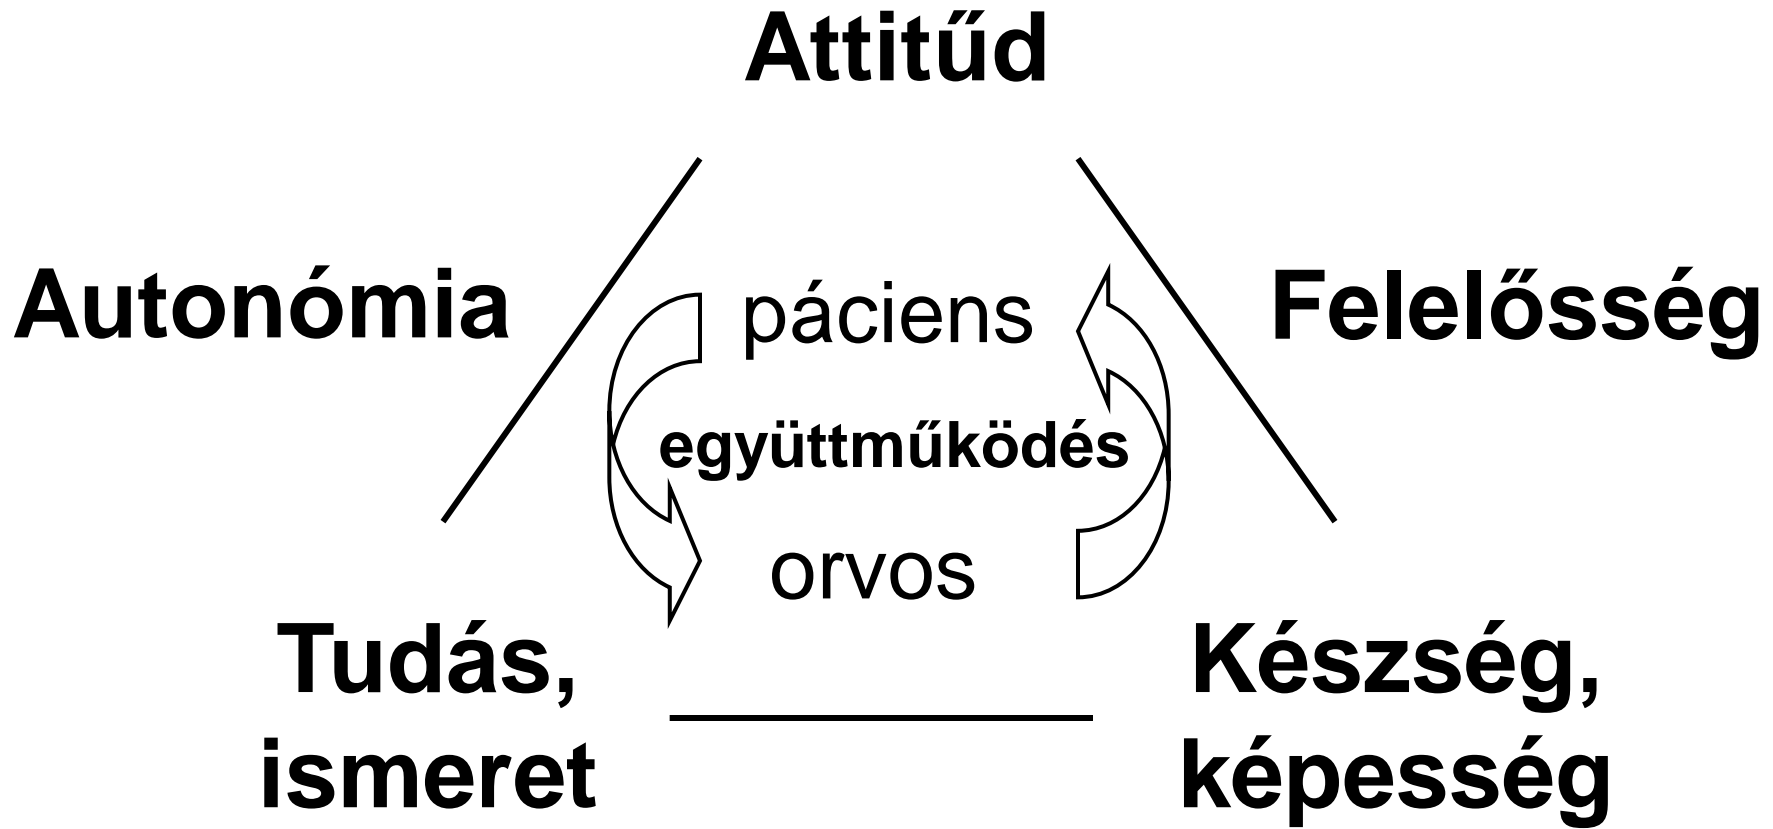 Attitűd
Autonómia
páciens
Felelősség
együttműködés
orvos
Tudás,
ismeret
Készség,
képesség